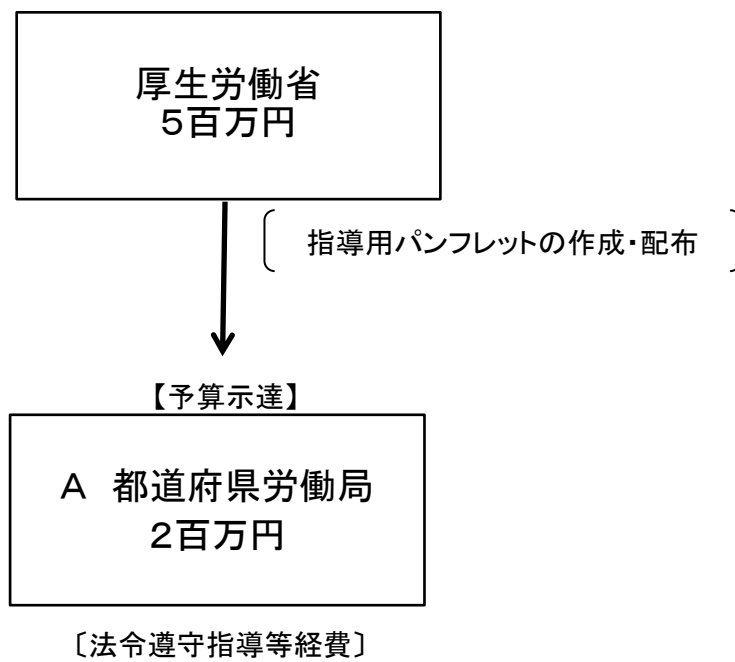 厚生労働省
５百万円
指導用パンフレットの作成・配布
【予算示達】
Ａ　都道府県労働局
２百万円
〔法令遵守指導等経費〕